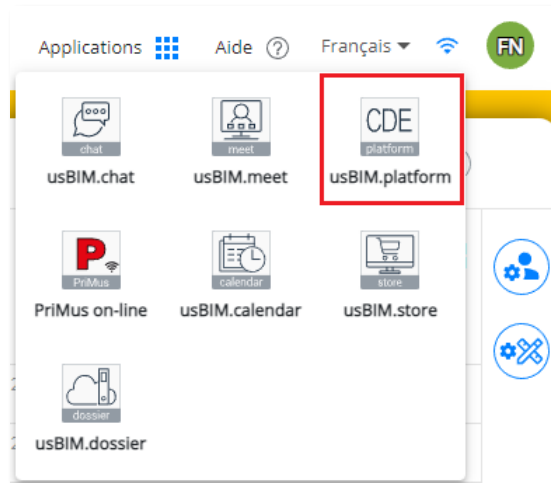 Applications Aide ? Français FN
CDE
chat meet platform
usBIM.chat usBIM.meet usBIM.platform
P
PriMus calendar store
PriMus on-line usBIM.calendar usBIM.store
dossier
usBIM.dossier